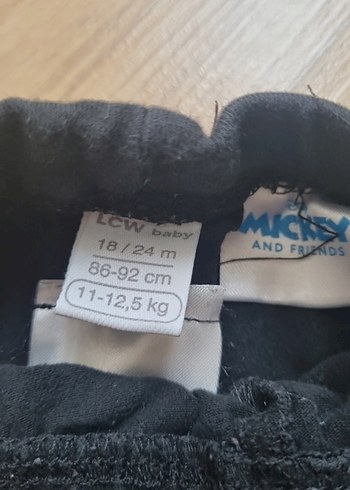 LCW baby
18 / 24 m
86-92 cm
11-12,5 kg
MICKEY
AND FRIENDS